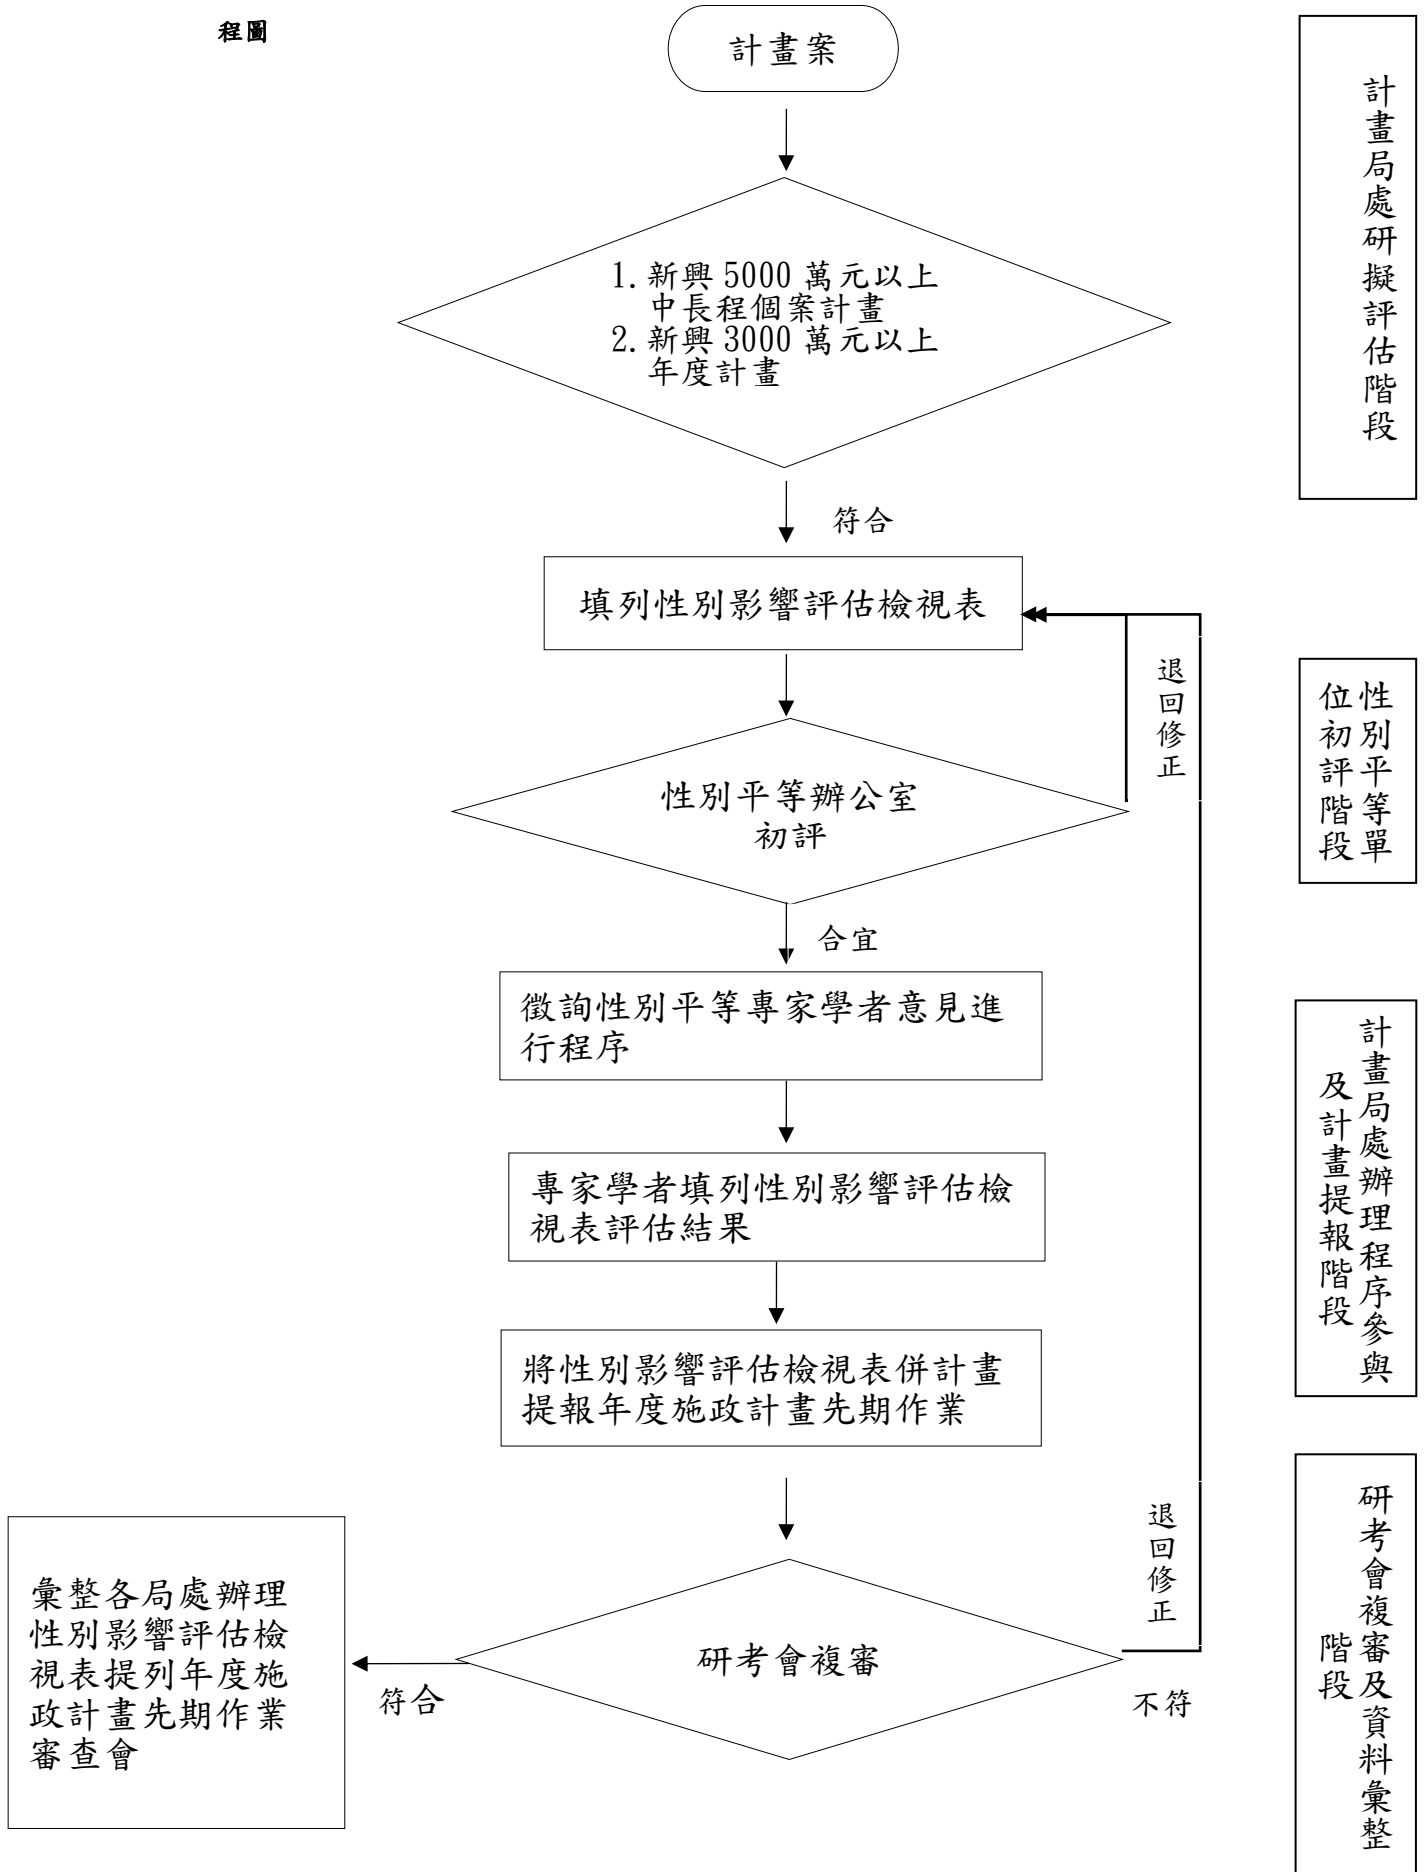 程圖
計畫案
1. 新興 5000 萬元以上
中長程個案計畫
2. 新興 3000 萬元以上
年度計畫
符合
填列性別影響評估檢視表
退回修正
性別平等辦公室
初評
合宜
徵詢性別平等專家學者意見進
行程序
專家學者填列性別影響評估檢
視表評估結果
將性別影響評估檢視表併計畫
提報年度施政計畫先期作業
退回修正
研考會複審
符合
不符
彙整各局處辦理
性別影響評估檢
視表提列年度施
政計畫先期作業
審查會
計畫局處研擬評估階段
性別平等單
位初評階段
計畫局處辦理程序參與
及計畫提報階段
研考會複審及資料彙整
階段